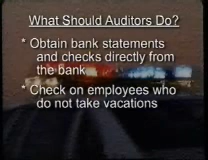 What Should Auditors Do?
* Obtain bank statements
and checks directly from
the bank
* Check on employees who
do not take vacations